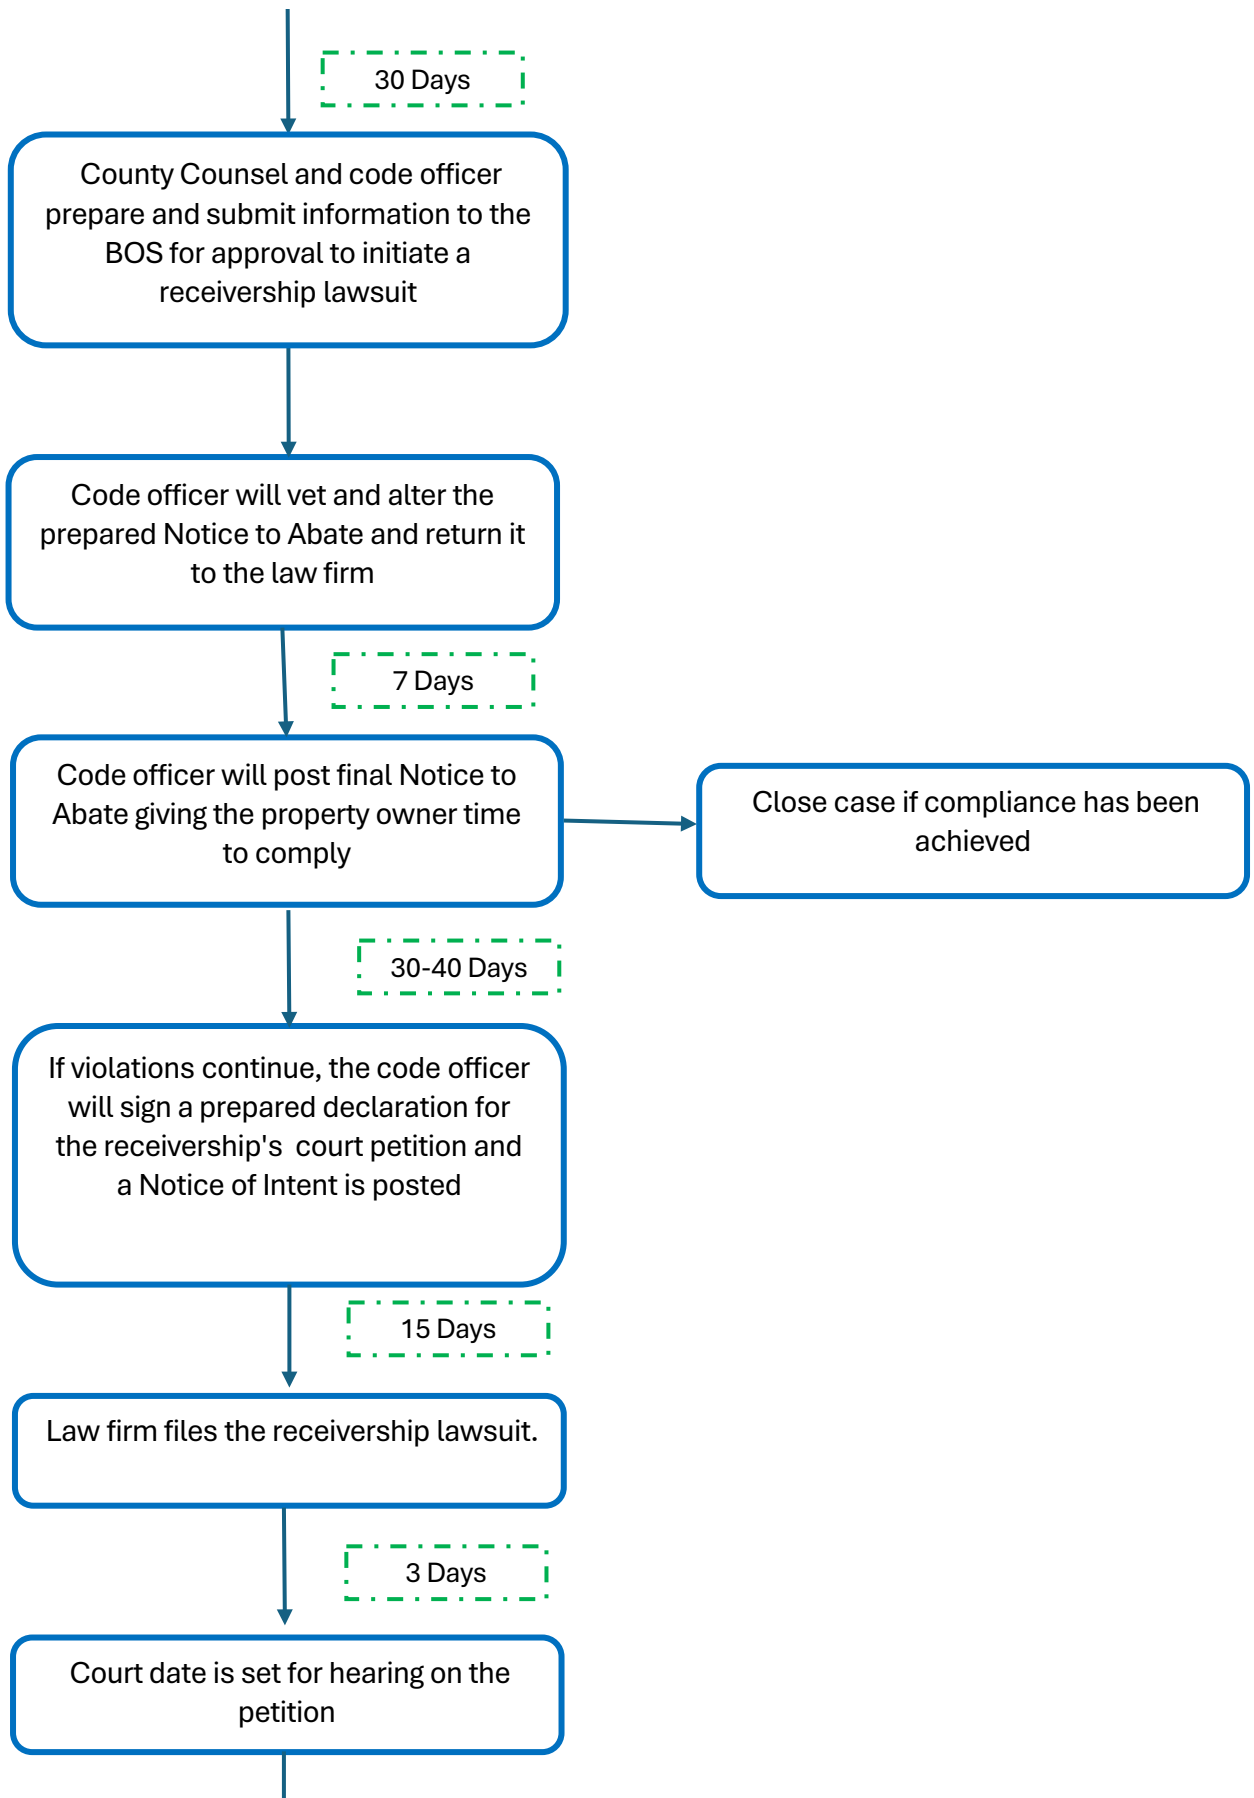 30 Days
County Counsel and code officer
prepare and submit information to the
BOS for approval to initiate a
receivership lawsuit
Code officer will vet and alter the
prepared Notice to Abate and return it
to the law firm
7 Days
Code officer will post final Notice to
Abate giving the property owner time
to comply
Close case if compliance has been
achieved
30-40 Days
If violations continue, the code officer
will sign a prepared declaration for
the receivership's  court petition and
a Notice of Intent is posted
15 Days
Law firm files the receivership lawsuit.
3 Days
Court date is set for hearing on the
petition